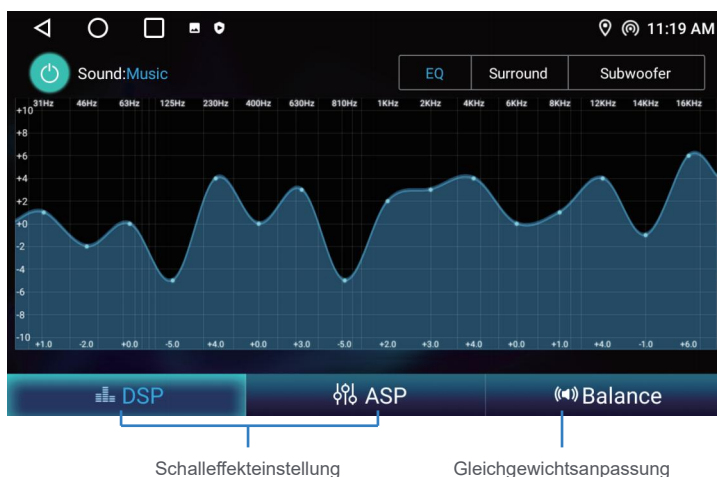 11:19 AM
Sound:Music EQ Surround Subwoofer
31Hz 46Hz 63Hz 125Hz 230Hz 400Hz 630Hz 810Hz 1KHz 2KHz 4KHz 6KHz 8KHz 12KHz 14KHz 16KHz
+10
+8
+6
+4
+2
+0
-2
-4
-6
-8
-10
+1.0 -2.0 +0.0 -5.0 +4.0 +0.0 +3.0 -5.0 +2.0 +3.0 +4.0 +0.0 +1.0 +4.0 -1.0 +6.0
DSP ASP Balance
Schalleffekteinstellung Gleichgewichtsanpassung